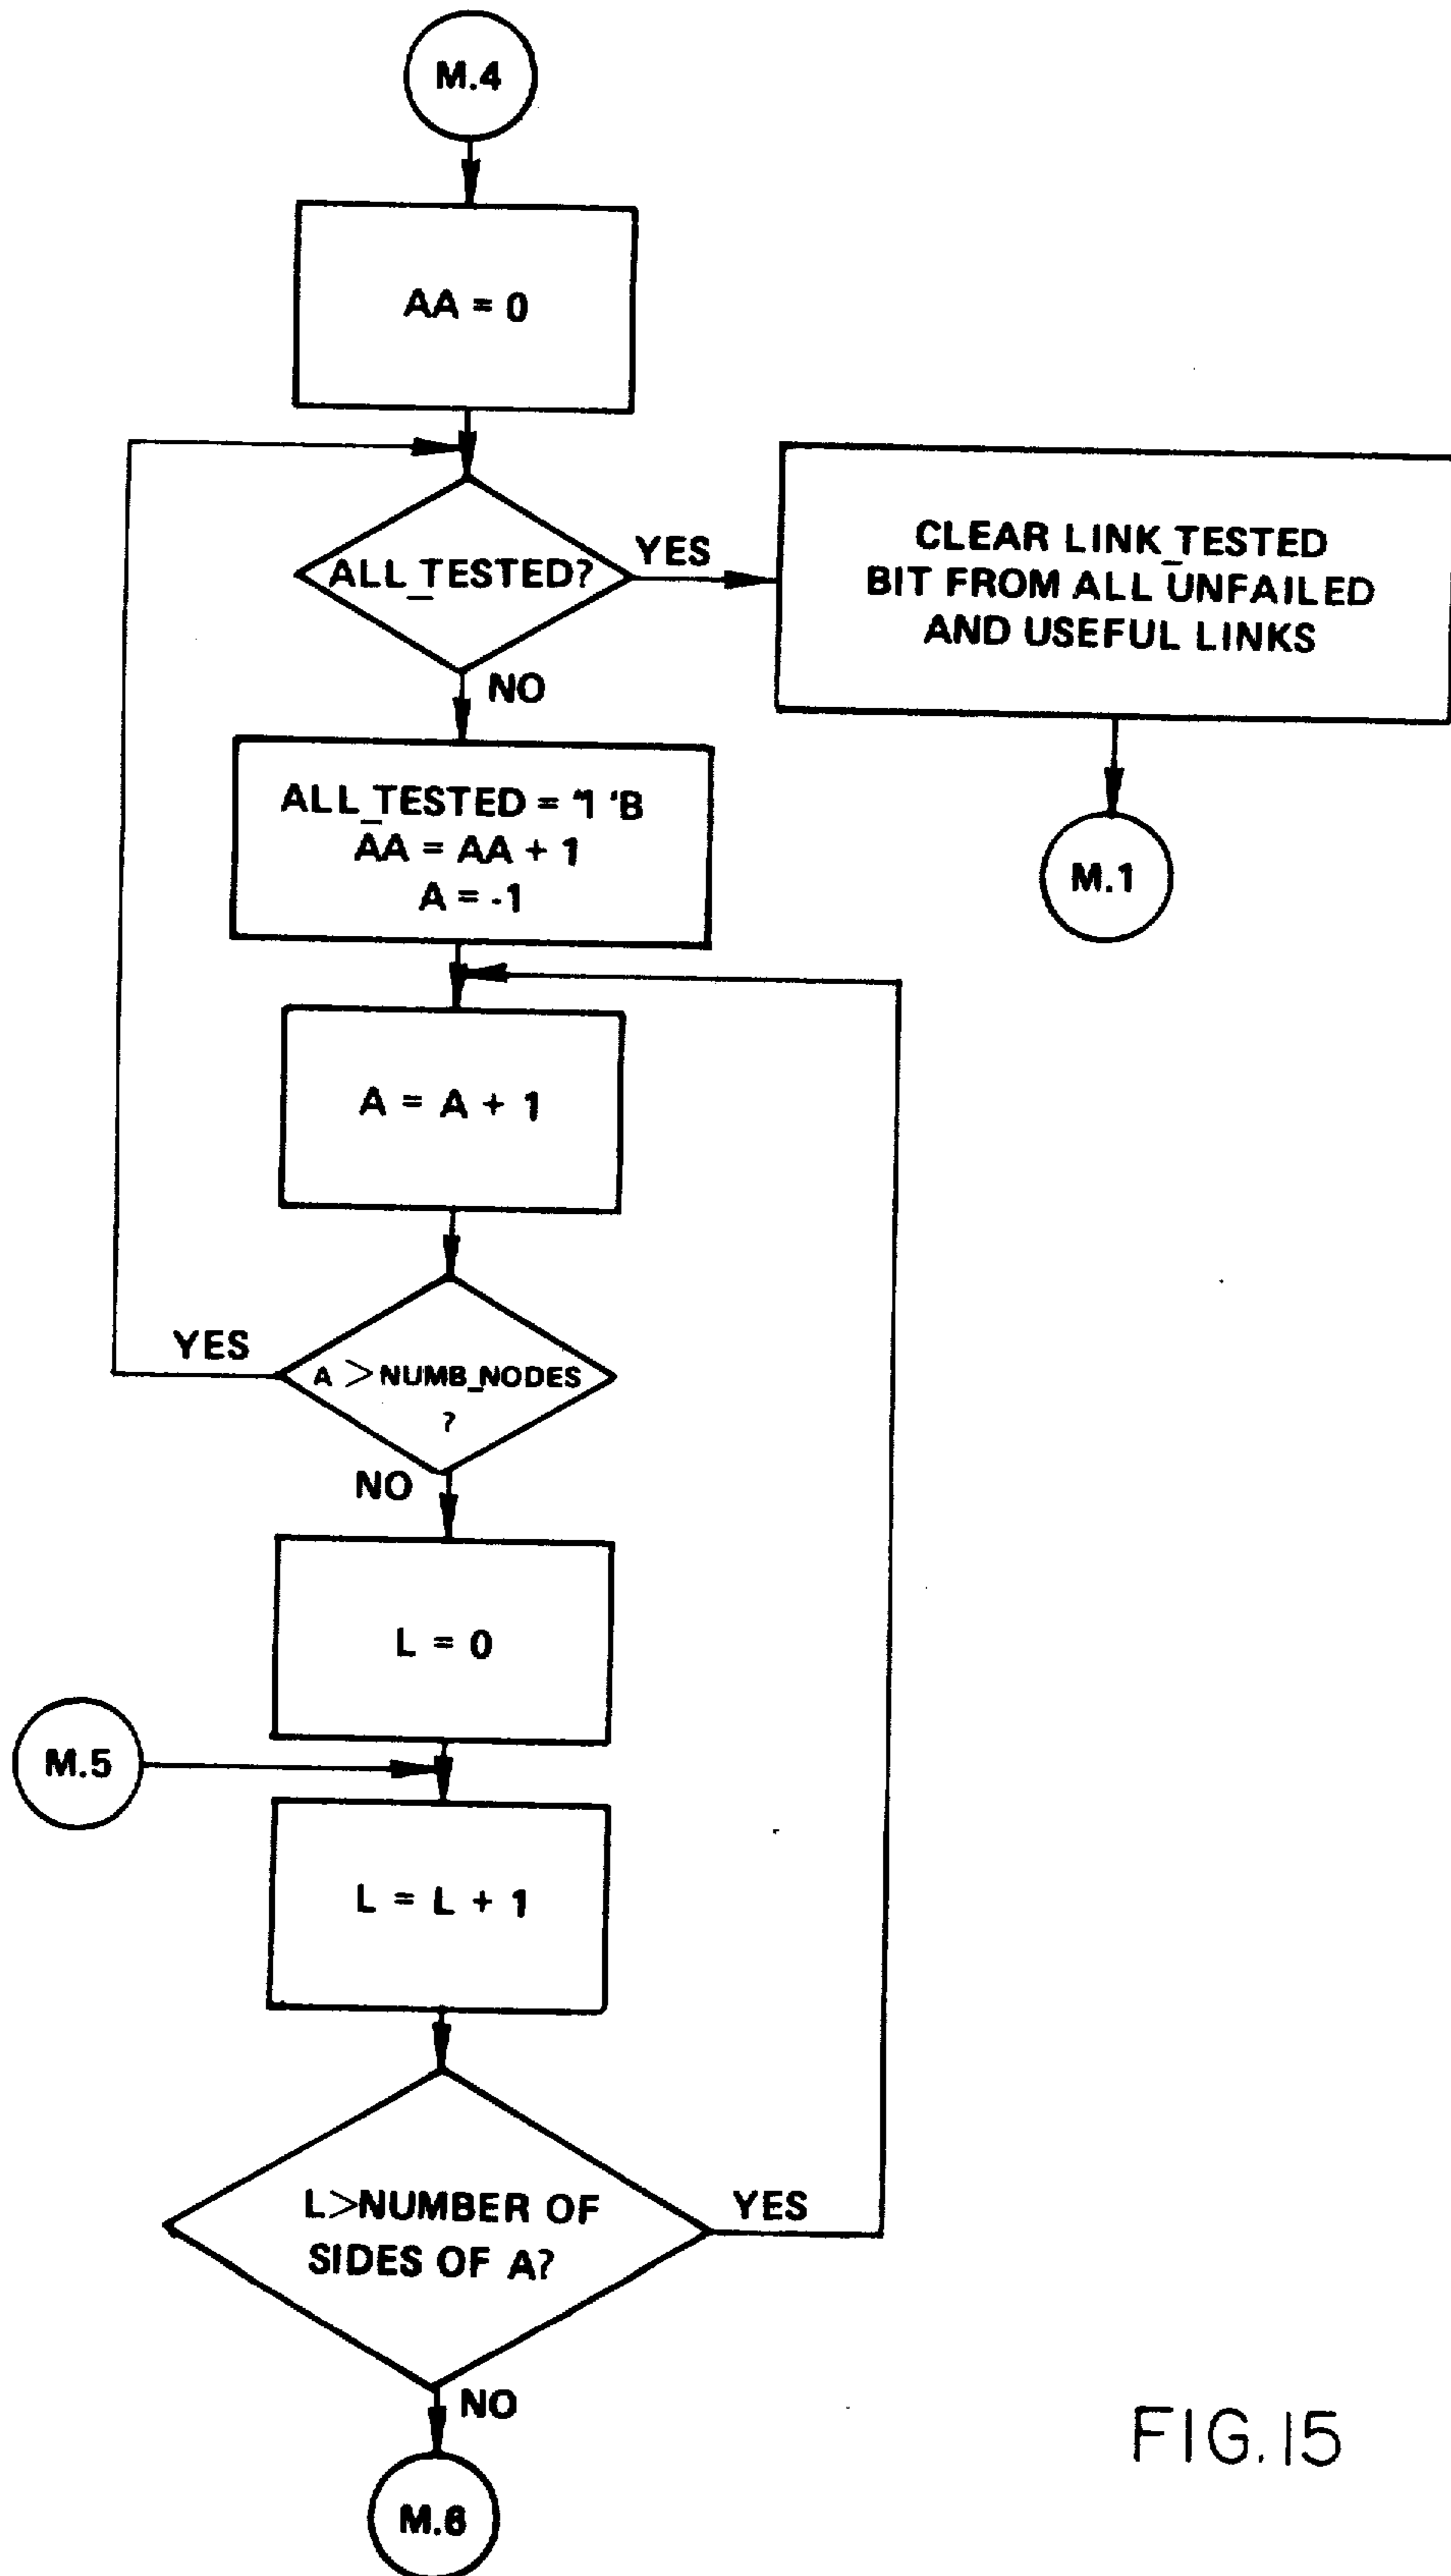 M.4
AA = 0
ALL_TESTED?
YES
CLEAR LINK_TESTED
BIT FROM ALL UNFAILED
AND USEFUL LINKS
NO
M.1
ALL_TESTED = '1 'B
AA = AA + 1
A = -1
A = A + 1
YES
A > NUMB_NODES
?
NO
L = 0
M.5
L = L + 1
L>NUMBER OF
SIDES OF A?
YES
NO
M.6
FIG. 15